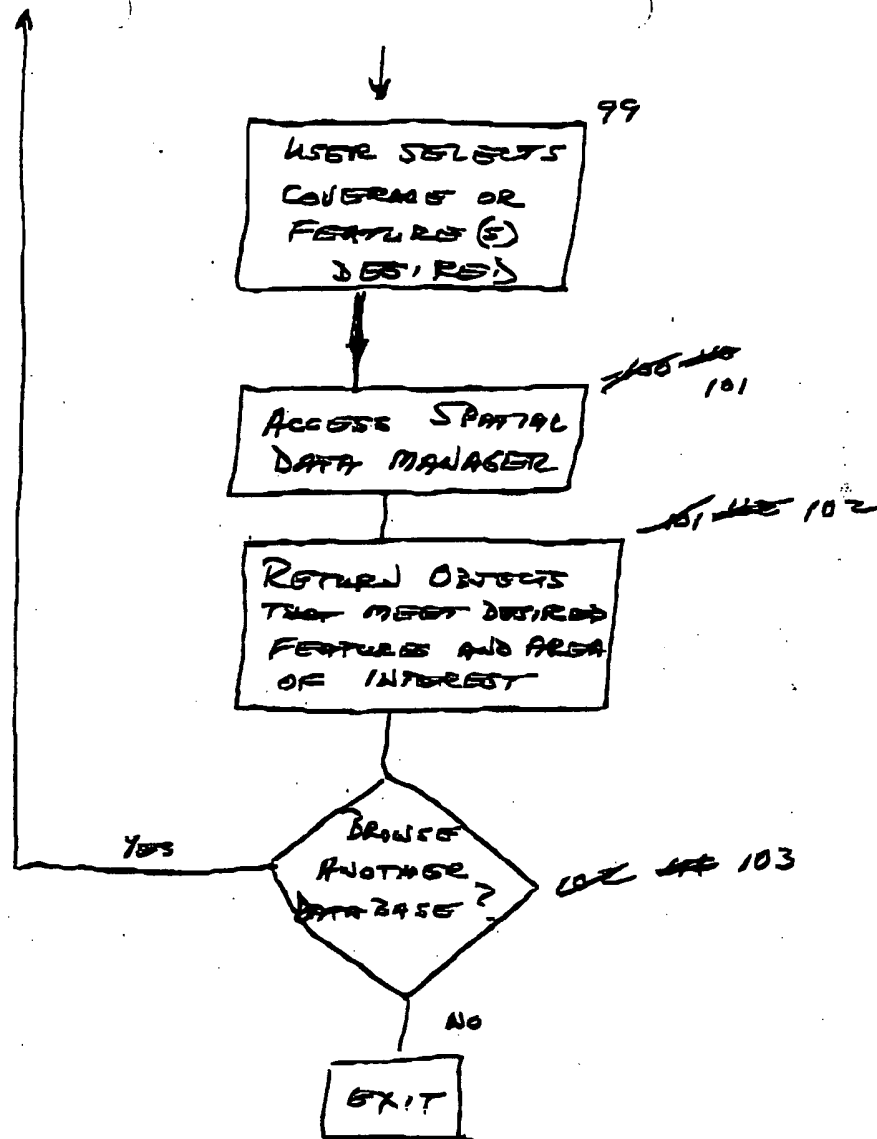 99
USER SELECTS
COVERAGE OR
FEATURE(S)
DESIRED
101
ACCESS SPATIAL
DATA MANAGER
102
RETURN OBJECTS
THAT MEET DESIRED
FEATURES AND AREA
OF INTEREST
YES
BROWSE
ANOTHER
DATABASE?
103
NO
EXIT